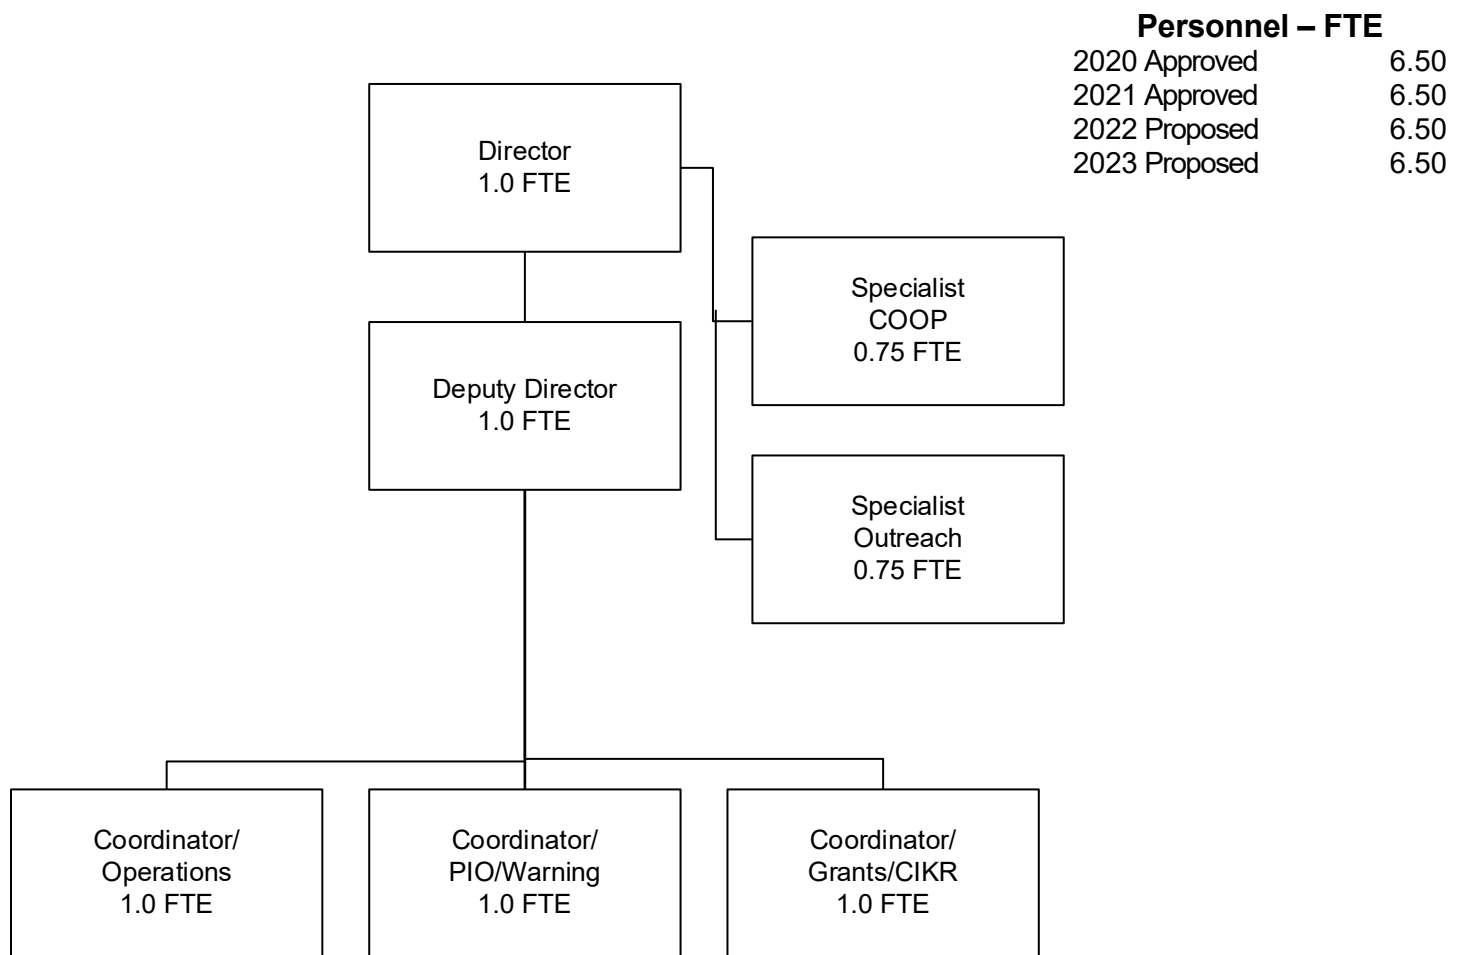 Personnel – FTE
2020 Approved 6.50
2021 Approved 6.50
2022 Proposed 6.50
2023 Proposed 6.50
Director
1.0 FTE
Specialist
COOP
0.75 FTE
Deputy Director
1.0 FTE
Specialist
Outreach
0.75 FTE
Coordinator/
Operations
1.0 FTE
Coordinator/
PIO/Warning
1.0 FTE
Coordinator/
Grants/CIKR
1.0 FTE